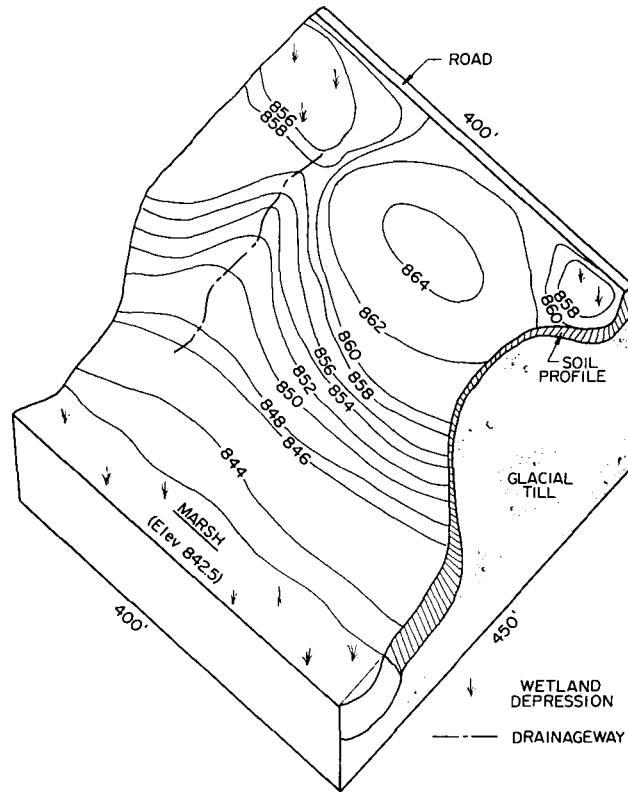 ROAD
400'
856
858
864
862
858
860
SOIL
PROFILE
860
858
856
854
852
850
848
846
844
GLACIAL
TILL
MARSH
(Elev 842.5)
400'
450'
WETLAND
DEPRESSION
DRAINAGEWAY